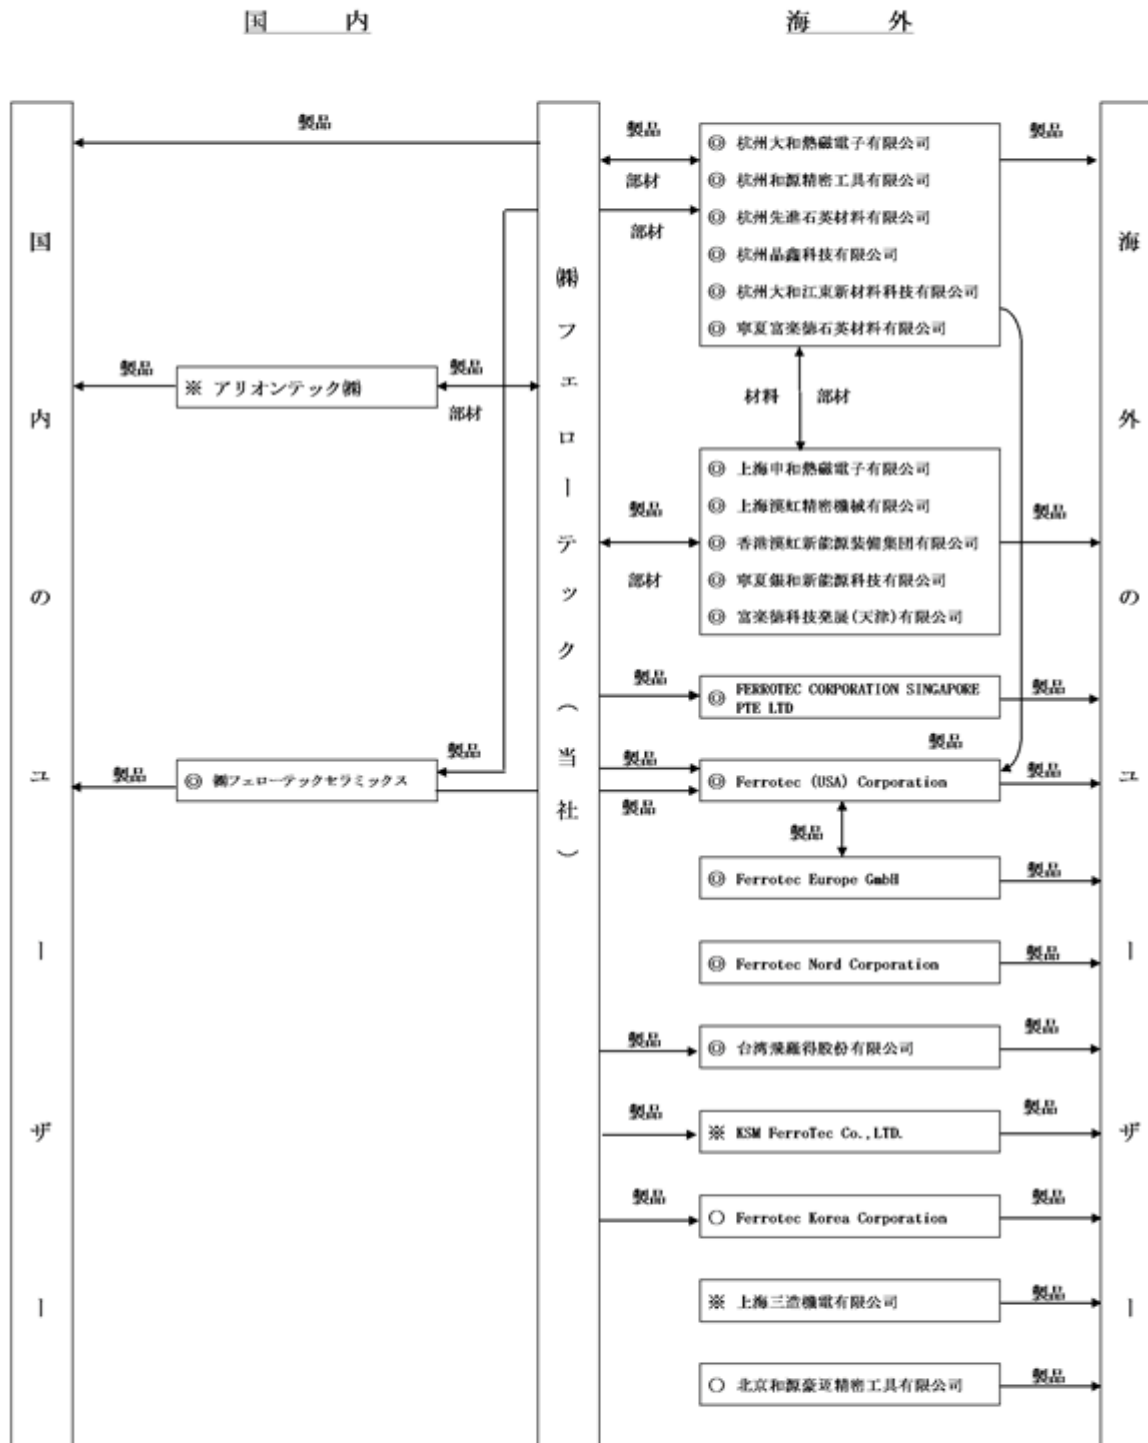 国　内
海　外
国内のユーザー
㈱フェローテック（当社）
海外のユーザー
製品
製品
部材
部材
製品
◎ 杭州大和熱磁電子有限公司
◎ 杭州和源精密工具有限公司
◎ 杭州先進石英材料有限公司
◎ 杭州晶鑫科技有限公司
◎ 杭州大和江東新材料科技有限公司
◎ 寧夏富楽徳石英材料有限公司
製品
※ アリオンテック㈱
製品
部材
材料
部材
◎ 上海申和熱磁電子有限公司
◎ 上海漢虹精密機械有限公司
◎ 香港漢虹新能源装備集団有限公司
◎ 寧夏銀和新能源科技有限公司
◎ 富楽徳科技発展(天津)有限公司
製品
部材
製品
製品
◎ FERROTEC CORPORATION SINGAPORE
PTE LTD
製品
製品
◎ ㈱フェローテックセラミックス
製品
製品
製品
製品
◎ Ferrotec (USA) Corporation
製品
製品
◎ Ferrotec Europe GmbH
製品
◎ Ferrotec Nord Corporation
製品
製品
◎ 台湾飛羅得股份有限公司
製品
製品
※ KSM FerroTec Co.,LTD.
製品
製品
○ Ferrotec Korea Corporation
製品
※ 上海三造機電有限公司
製品
○ 北京和源豪𨒂精密工具有限公司
製品